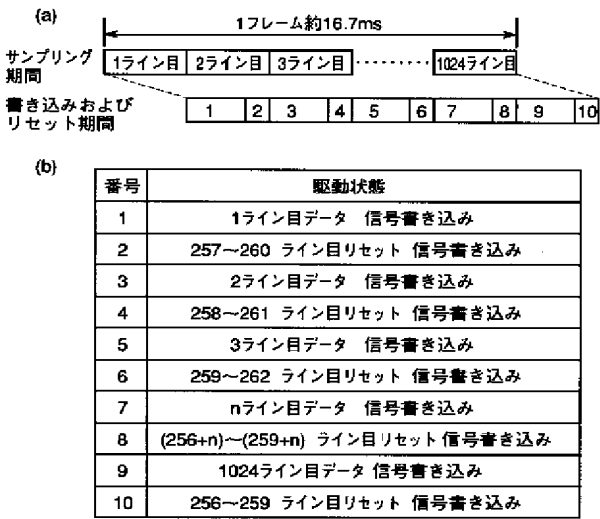 (a)
1フレーム約16.7ms
サンプリング期間
1ライン目 2ライン目 3ライン目 ・・・・・・・・・ 1024ライン目
書き込みおよび
リセット期間
1 2 3 4 5 6 7 8 9 10
(b)
番号 駆動状態
1 1ライン目データ 信号書き込み
2 257～260 ライン目リセット 信号書き込み
3 2ライン目データ 信号書き込み
4 258～261 ライン目リセット 信号書き込み
5 3ライン目データ 信号書き込み
6 259～262 ライン目リセット 信号書き込み
7 nライン目データ 信号書き込み
8 (256+n)～(259+n) ライン目リセット 信号書き込み
9 1024ライン目データ 信号書き込み
10 256～259 ライン目リセット 信号書き込み